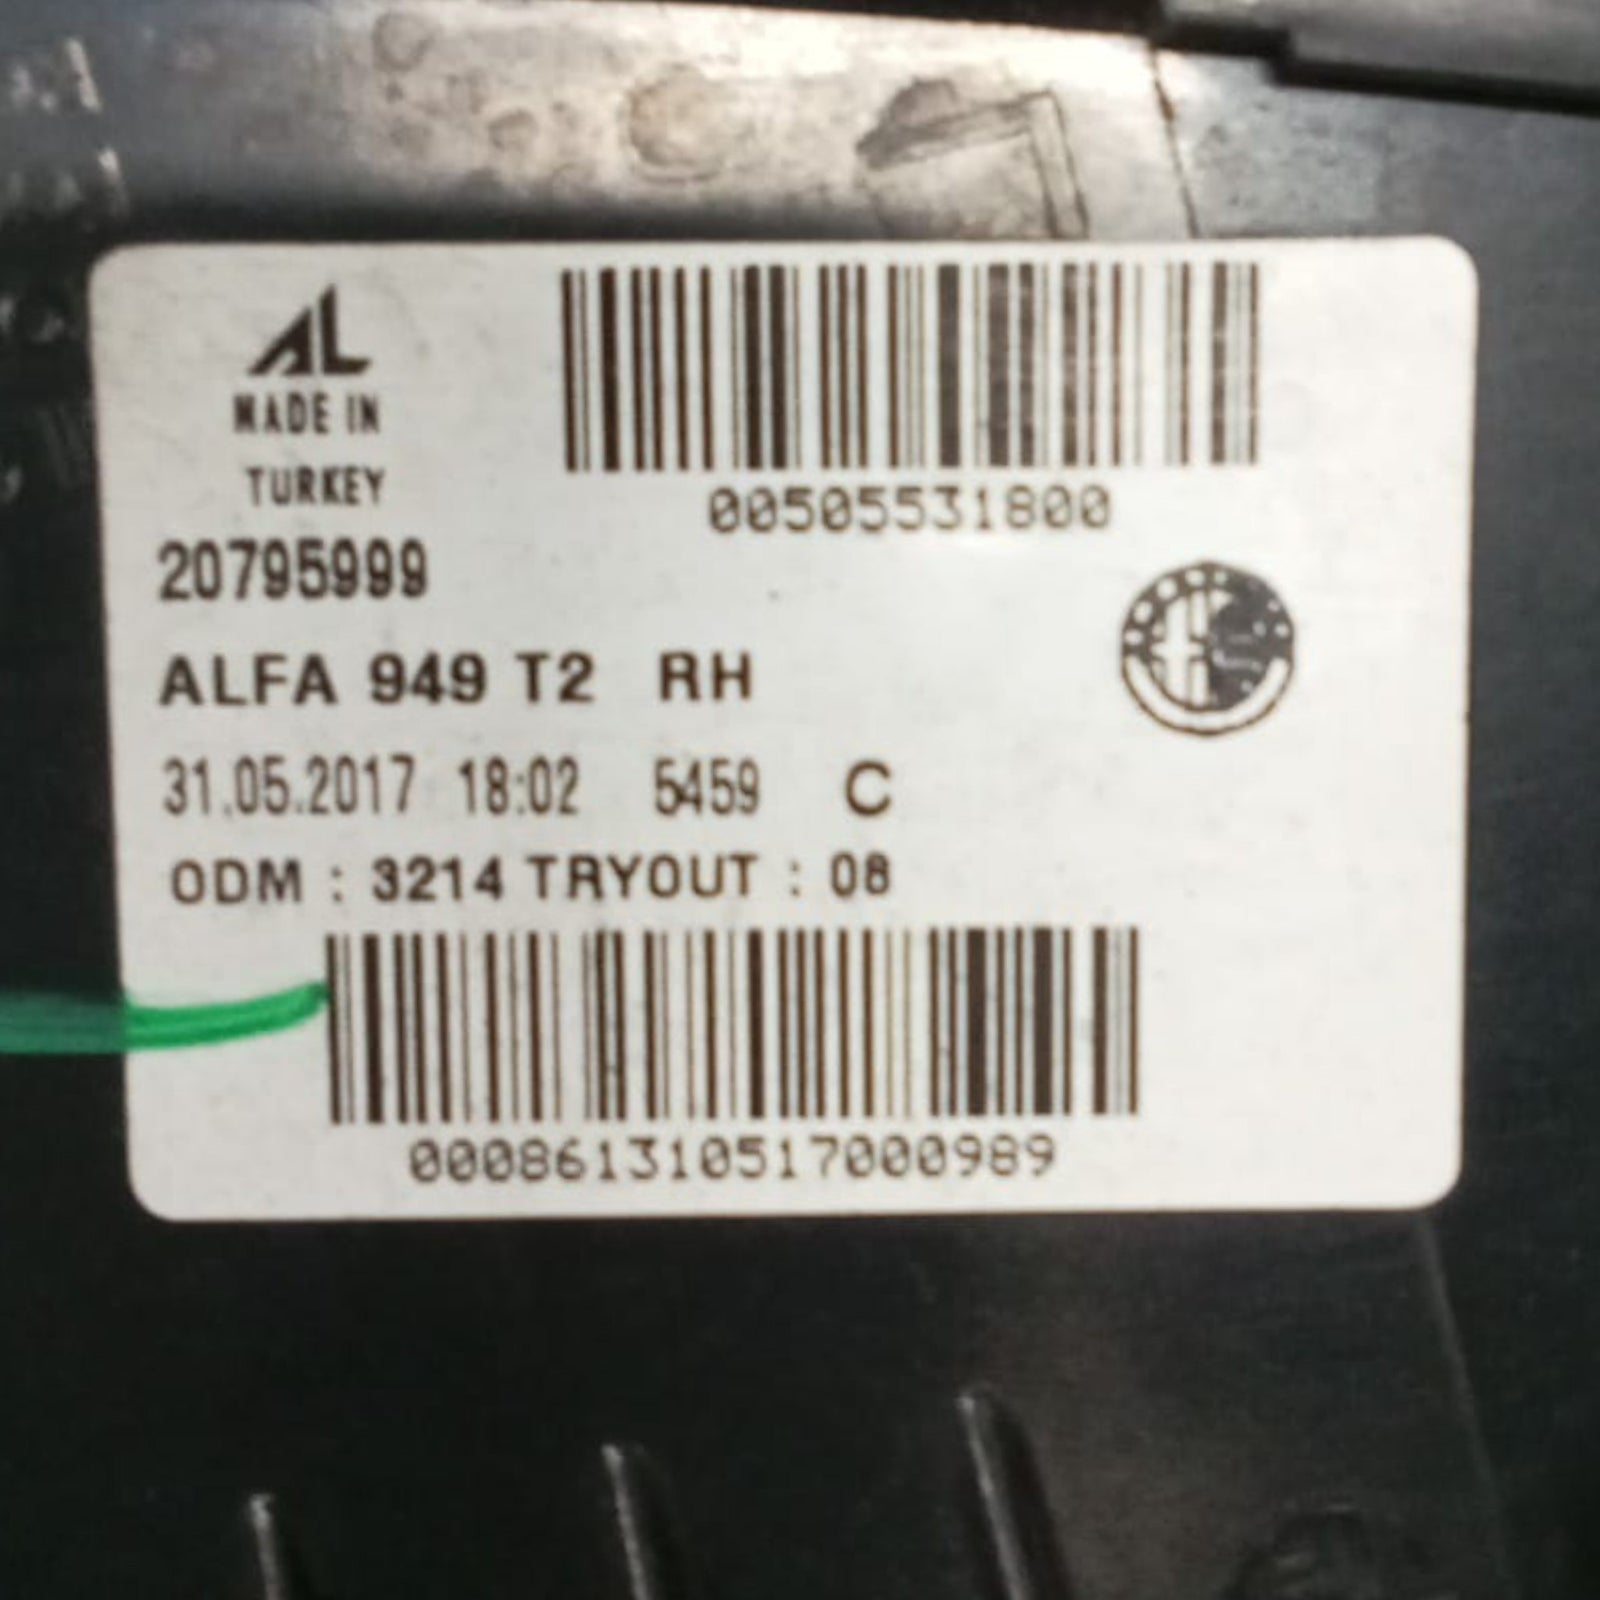 AL
MADE IN
TURKEY
00505531800
20795999
ALFA 949 T2 RH
31.05.2017 18:02 5459 C
ODM : 3214 TRYOUT : 08
000861310517000989